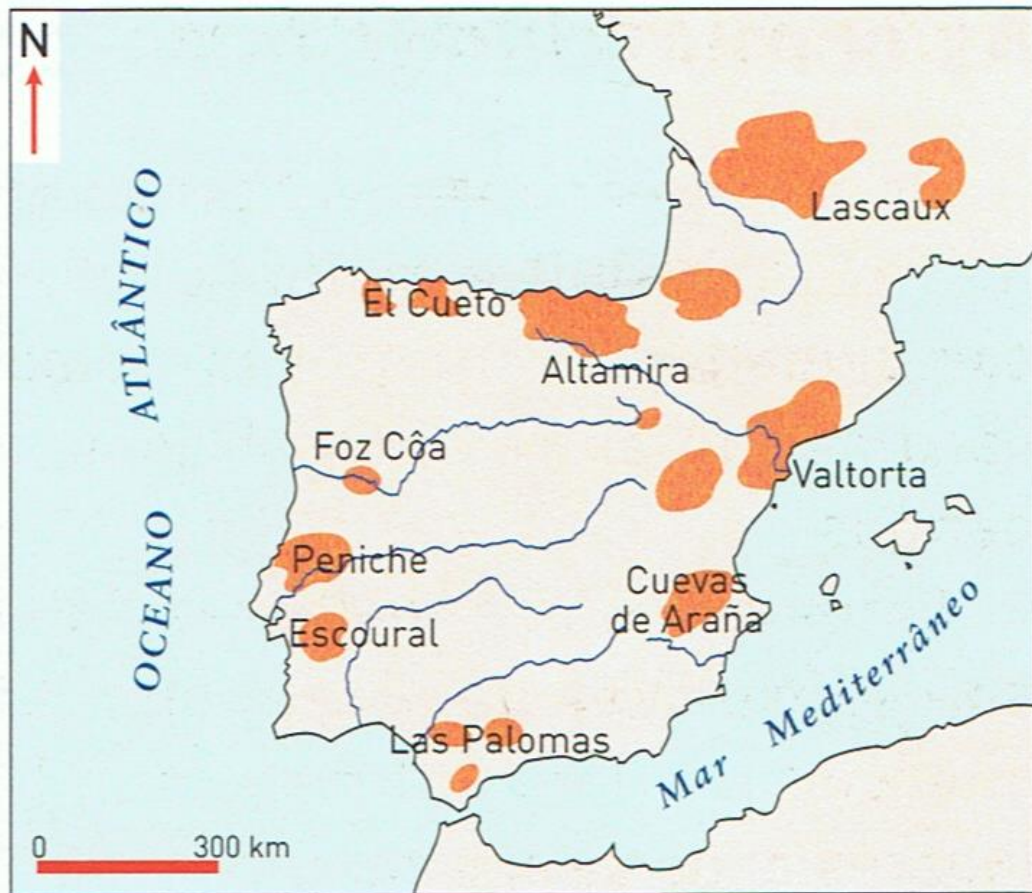 N
OCEANO ATLÂNTICO
Lascaux
El Cueto
Altamira
Foz Côa
Valtorta
Peniche
Cuevas
de Araña
Escoural
Las Palomas
Mar Mediterrâneo
0 300 km